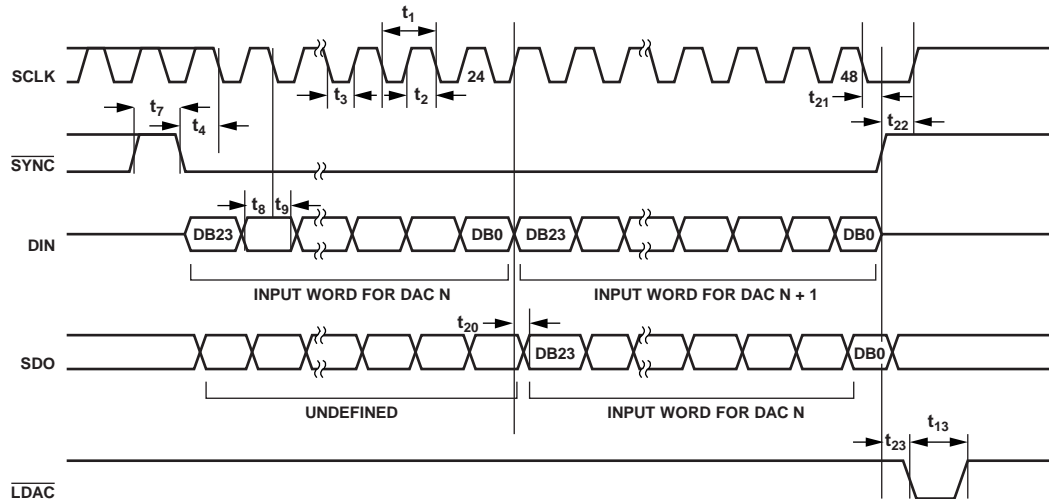 t1
SCLK
24
48
t3
t2
t21
t7
t4
t22
SYNC
t8
t9
DIN
DB23
DB0
DB23
DB0
INPUT WORD FOR DAC N
INPUT WORD FOR DAC N + 1
t20
SDO
DB23
DB0
UNDEFINED
INPUT WORD FOR DAC N
t13
t23
LDAC